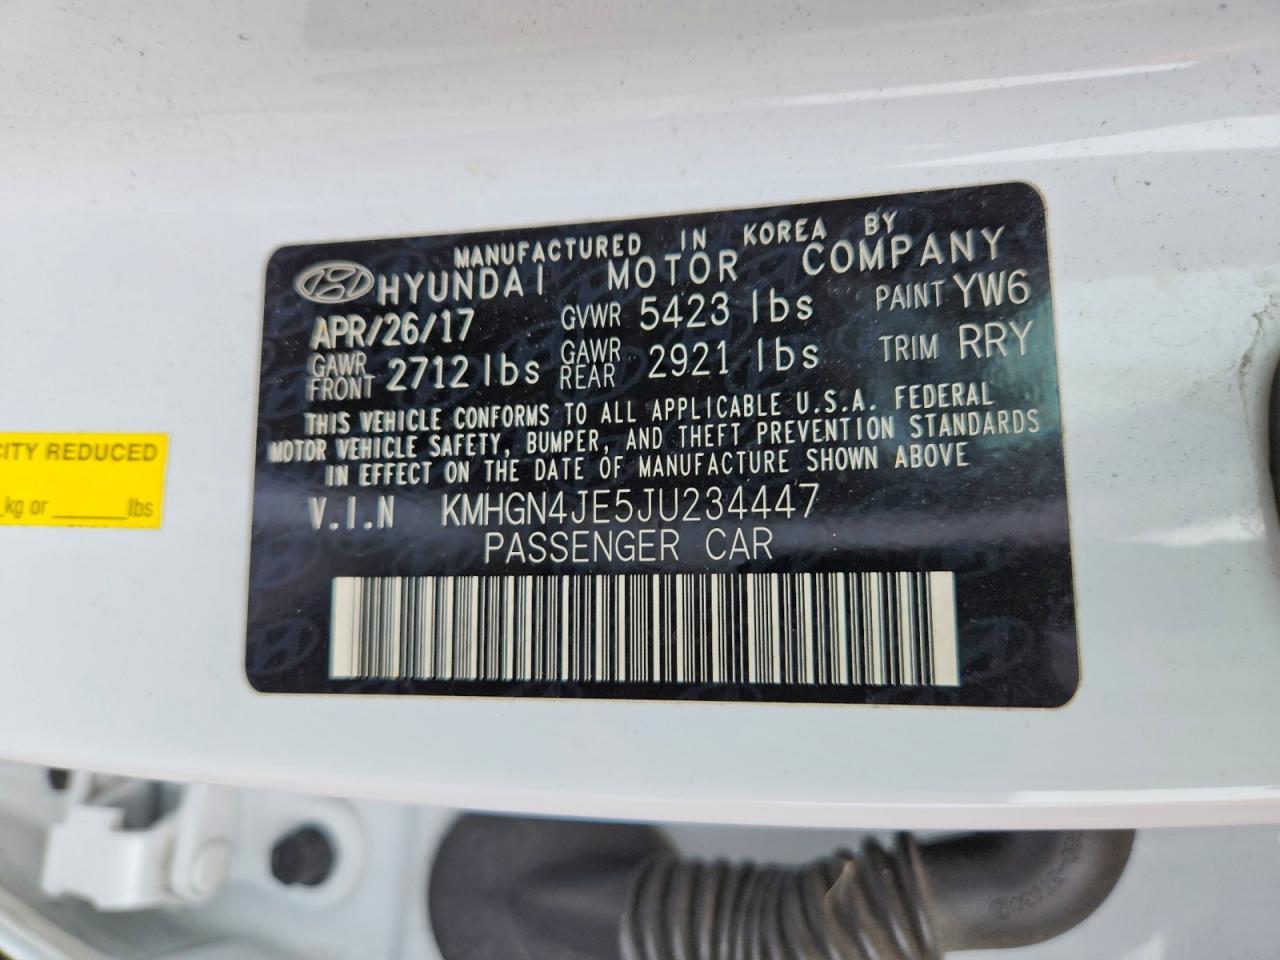 MANUFACTURED IN KOREA BY
HYUNDAI MOTOR COMPANY
APR/26/17 GVWR 5423 lbs PAINT YW6
GAWR FRONT 2712 lbs GAWR REAR 2921 lbs TRIM RRY
THIS VEHICLE CONFORMS TO ALL APPLICABLE U.S.A. FEDERAL
MOTOR VEHICLE SAFETY, BUMPER, AND THEFT PREVENTION STANDARDS
IN EFFECT ON THE DATE OF MANUFACTURE SHOWN ABOVE
V.I.N KMHGN4JE5JU234447
PASSENGER CAR
CITY REDUCED
kg or ______lbs